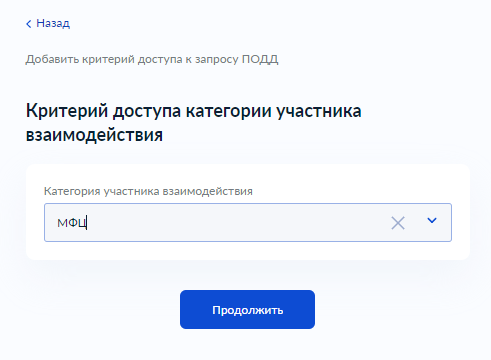 Назад
Добавить критерий доступа к запросу ПОДД
Критерий доступа категории участника
взаимодействия
Категория участника взаимодействия
МФЦ
Продолжить